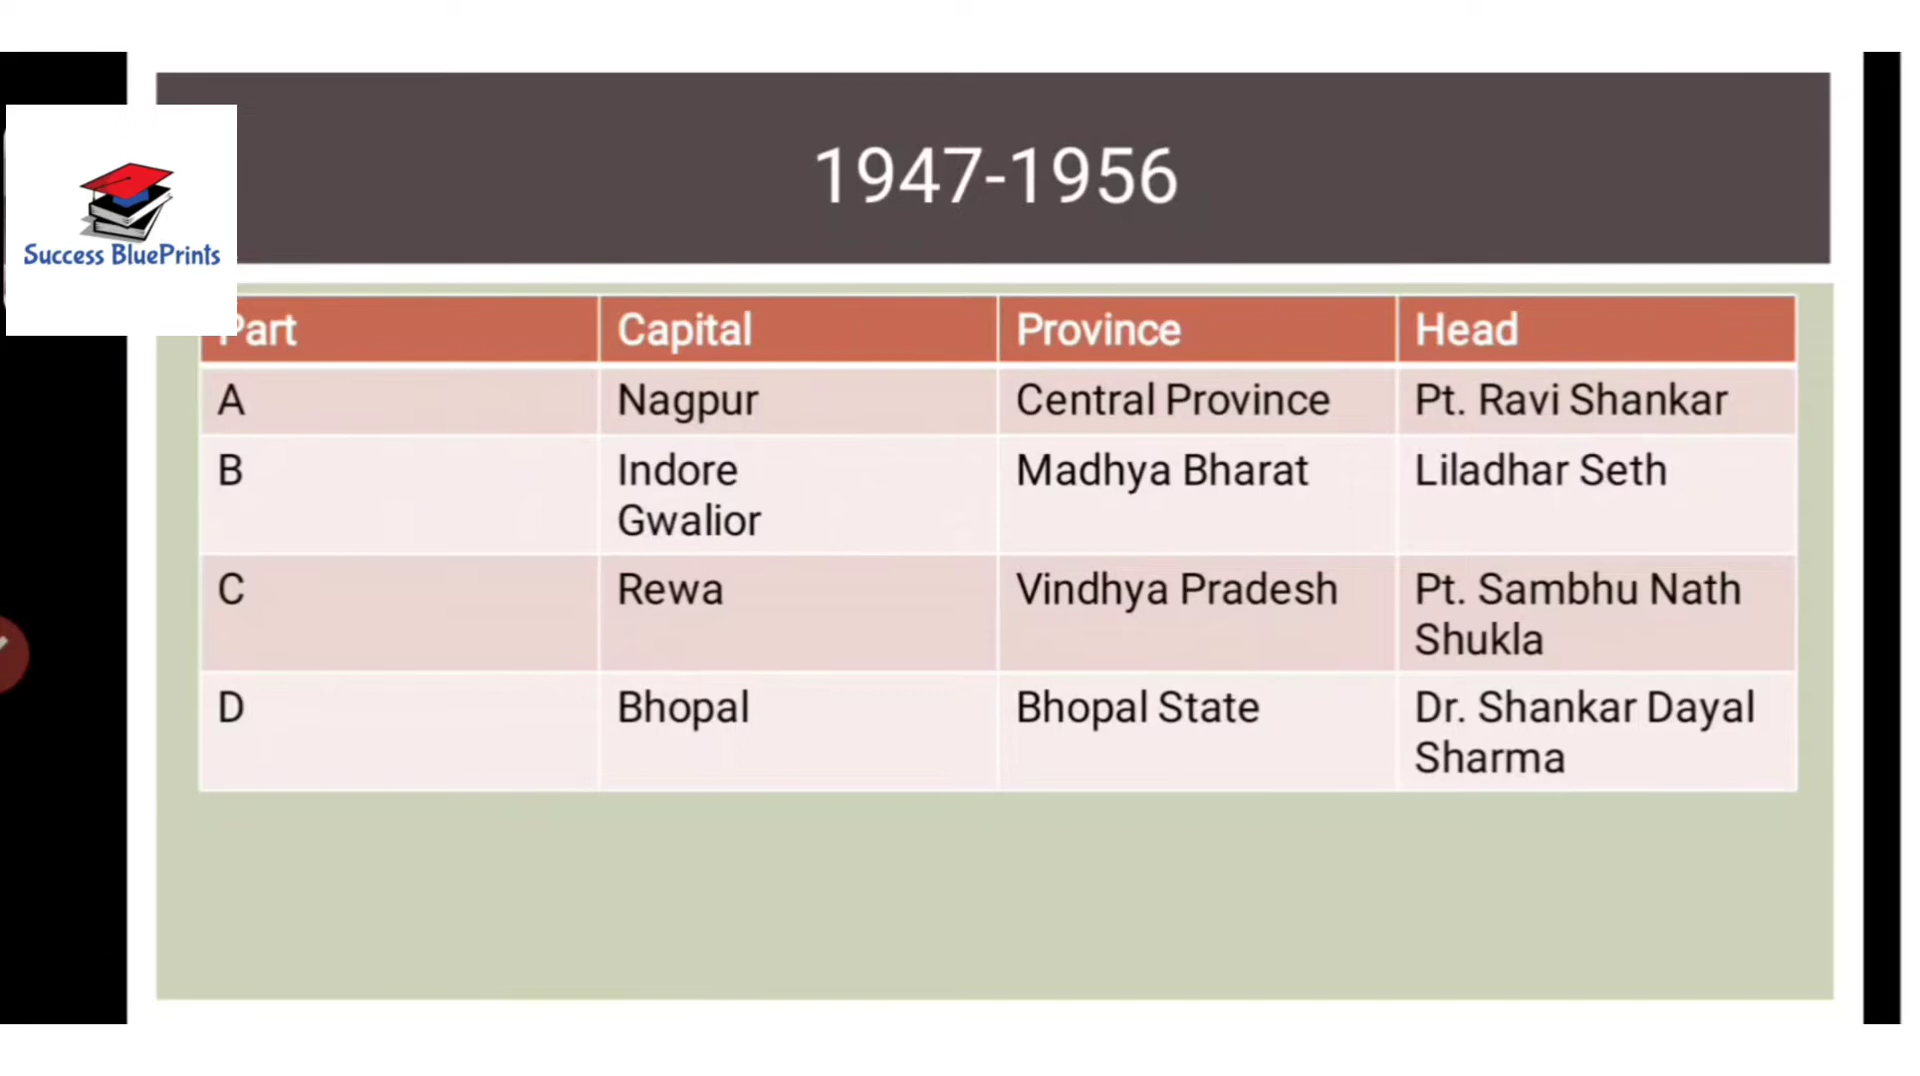 1947-1956
Success BluePrints
Part Capital Province Head
A Nagpur Central Province Pt. Ravi Shankar
B Indore Madhya Bharat Liladhar Seth
Gwalior
C Rewa Vindhya Pradesh Pt. Sambhu Nath
Shukla
D Bhopal Bhopal State Dr. Shankar Dayal
Sharma